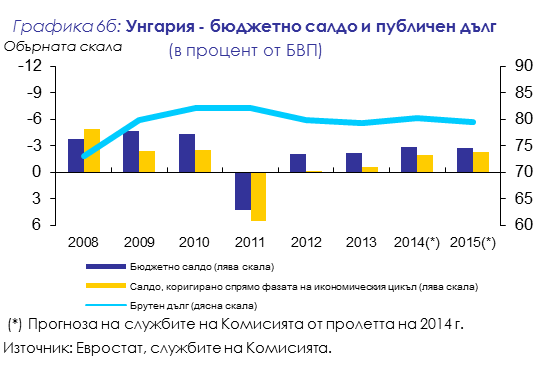 Графика 6б: Унгария - бюджетно салдо и публичен дълг
(в процент от БВП)
Обърната скала
-12 90
-9 85
-6 80
-3 75
0 70
3 65
6 60
2008 2009 2010 2011 2012 2013 2014(*) 2015(*)
Бюджетно салдо (лява скала)
Салдо, коригирано спрямо фазата на икономическия цикъл (лява скала)
Брутен дълг (дясна скала)
(*) Прогноза на службите на Комисията от пролетта на 2014 г.
Източник: Евростат, службите на Комисията.